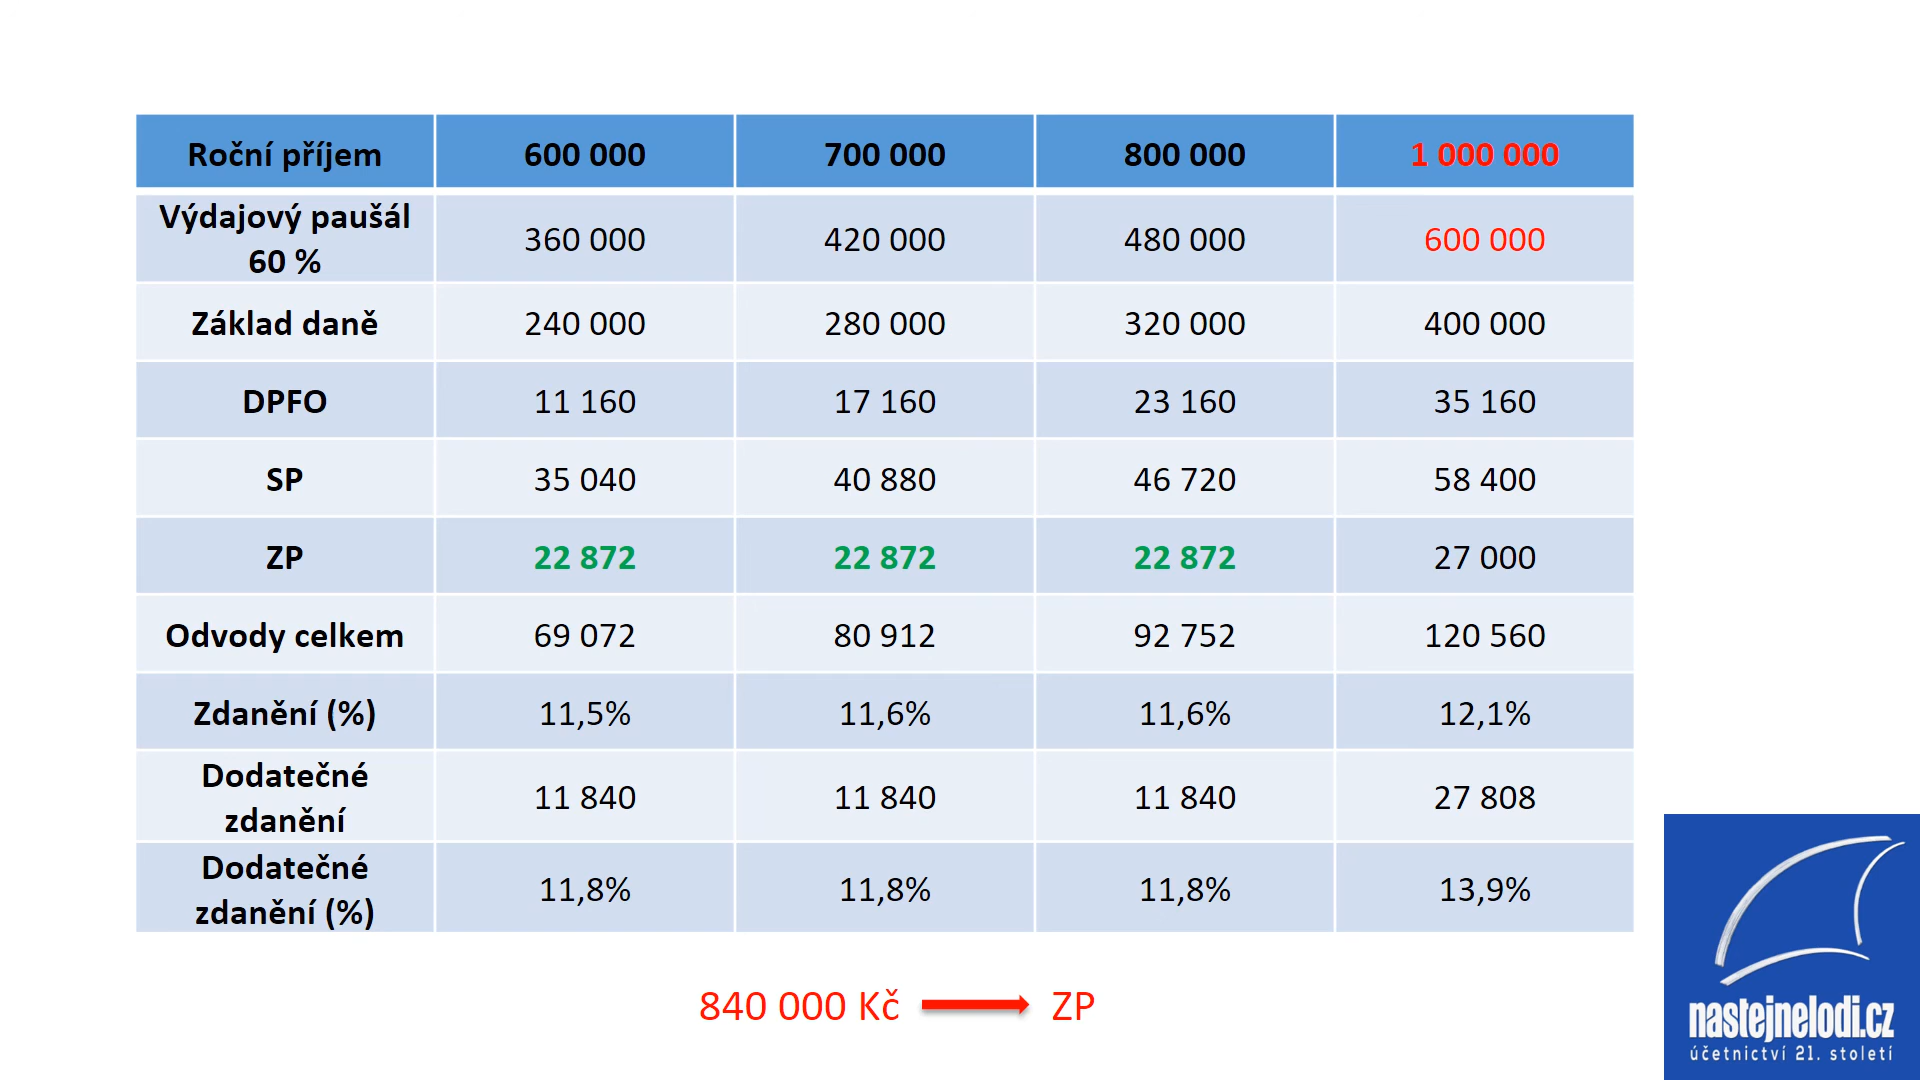 Roční příjem 600 000 700 000 800 000 1 000 000
Výdajový paušál
60 % 360 000 420 000 480 000 600 000
Základ daně 240 000 280 000 320 000 400 000
DPFO 11 160 17 160 23 160 35 160
SP 35 040 40 880 46 720 58 400
ZP 22 872 22 872 22 872 27 000
Odvody celkem 69 072 80 912 92 752 120 560
Zdanění (%) 11,5% 11,6% 11,6% 12,1%
Dodatečné
zdanění 11 840 11 840 11 840 27 808
Dodatečné
zdanění (%) 11,8% 11,8% 11,8% 13,9%
840 000 Kč ZP
nastejnelodi.cz
účetnictví 21. století